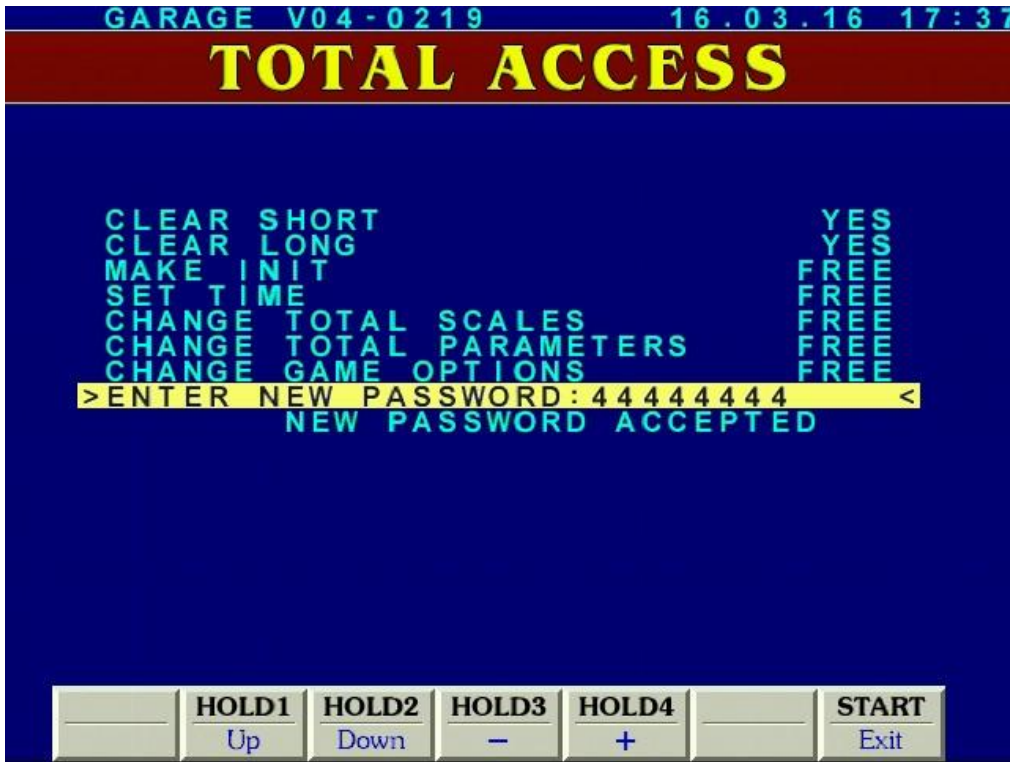 GARAGE V04-0219 16.03.16 17:37
TOTAL ACCESS
CLEAR SHORT YES
CLEAR LONG YES
MAKE INIT FREE
SET TIME FREE
CHANGE TOTAL SCALES FREE
CHANGE TOTAL PARAMETERS FREE
CHANGE GAME OPTIONS FREE
>ENTER NEW PASSWORD:44444444 <
NEW PASSWORD ACCEPTED
HOLD1 HOLD2 HOLD3 HOLD4 START
Up Down – + Exit